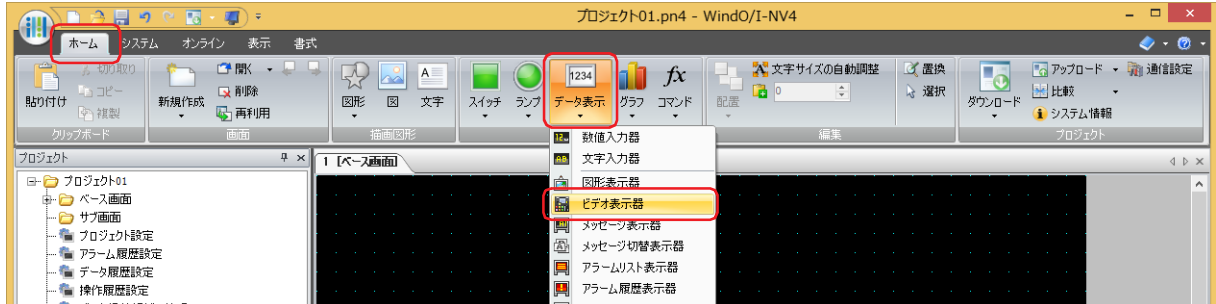 プロジェクト01.pn4 - WindO/I-NV4
ホーム システム オンライン 表示 書式
貼り付け 切り取り コピー 複製
新規作成 開く 削除 再利用
図形 図 文字
スイッチ ランプ 1234 データ表示 グラフ fx コマンド
配置 文字サイズの自動調整 0 置換 選択
ダウンロード アップロード 比較 システム情報 通信設定
クリップボード 画面 描画図形 編集 プロジェクト
プロジェクト
1 [ベース画面]
プロジェクト01
ベース画面
サブ画面
プロジェクト設定
アラーム履歴設定
データ履歴設定
操作履歴設定
数値入力器
文字入力器
図形表示器
ビデオ表示器
メッセージ表示器
メッセージ切替表示器
アラームリスト表示器
アラーム履歴表示器